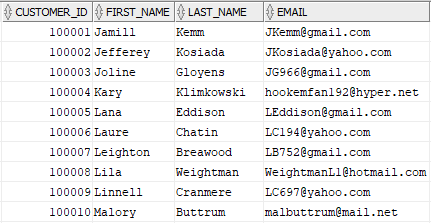 CUSTOMER_ID FIRST_NAME LAST_NAME EMAIL
100001 Jamill Kemm JKemm@gmail.com
100002 Jefferey Kosiada JKosiada@yahoo.com
100003 Joline Gloyens JG966@gmail.com
100004 Kary Klimkowski hookemfan192@hyper.net
100005 Lana Eddison LEddison@gmail.com
100006 Laure Chatin LC194@yahoo.com
100007 Leighton Breawood LB752@gmail.com
100008 Lila Weightman WeightmanL1@hotmail.com
100009 Linnell Cranmere LC697@yahoo.com
100010 Malory Buttrum malbuttrum@mail.net